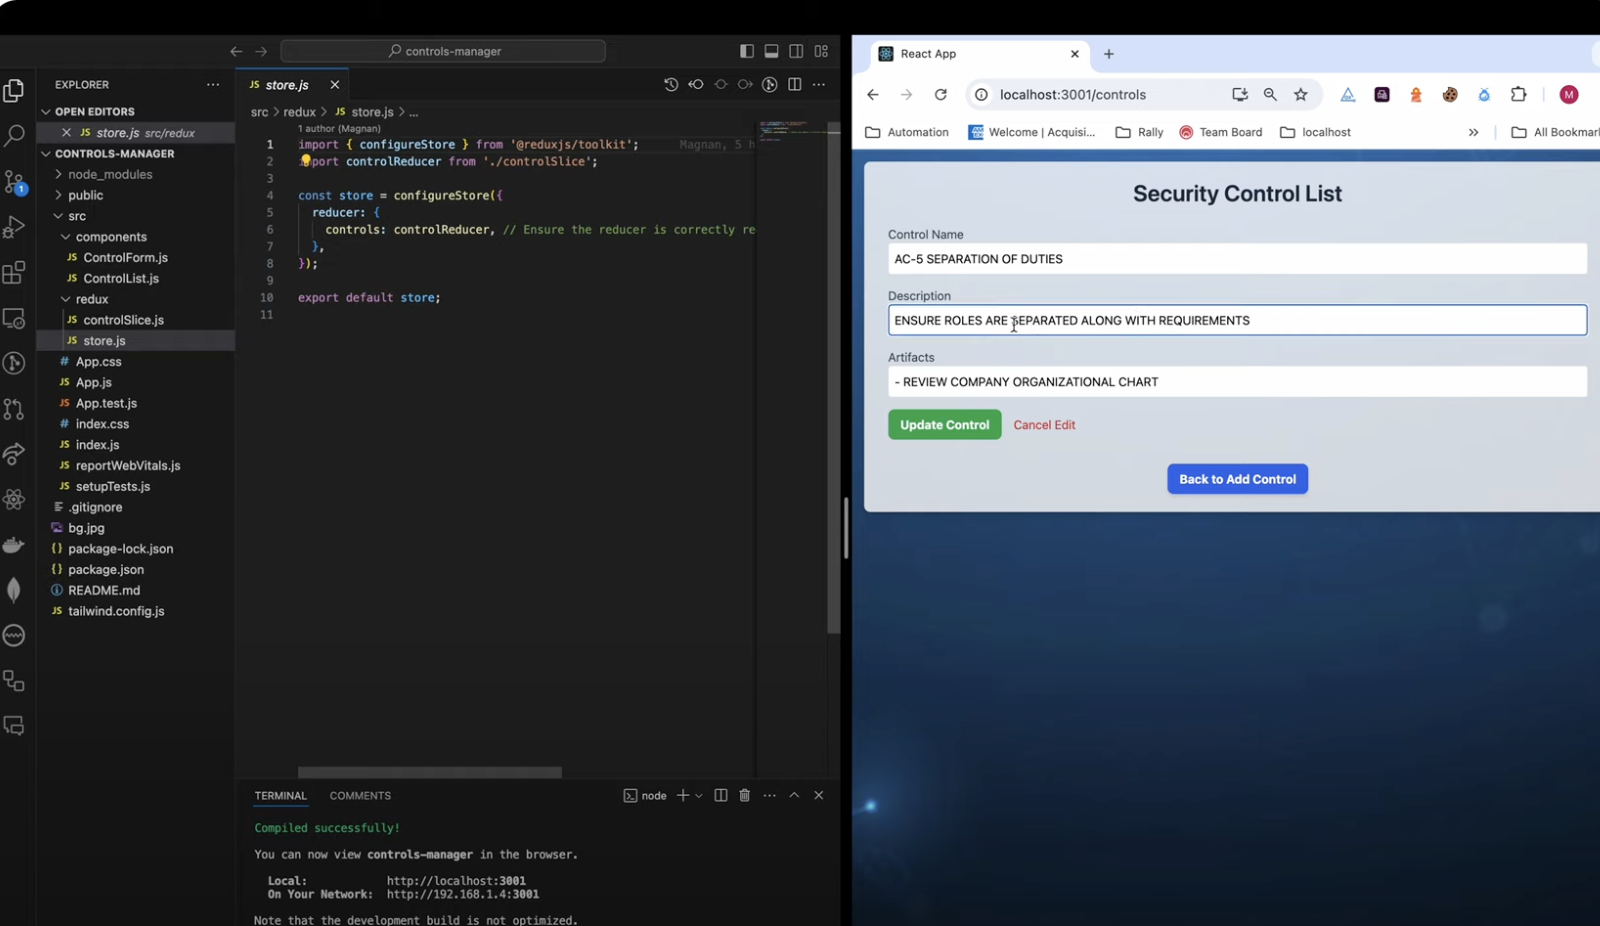 controls-manager
EXPLORER
OPEN EDITORS
JS store.js src/redux
CONTROLS-MANAGER
node_modules
public
src
components
JS ControlForm.js
JS ControlList.js
redux
JS controlSlice.js
JS store.js
# App.css
JS App.js
JS App.test.js
# index.css
JS index.js
JS reportWebVitals.js
JS setupTests.js
.gitignore
bg.jpg
{} package-lock.json
{} package.json
README.md
JS tailwind.config.js
1
JS store.js
src > redux > JS store.js > ...
1 author (Magnan)
1 import { configureStore } from '@reduxjs/toolkit'; Magnan, 5 h
2 import controlReducer from './controlSlice';
3
4 const store = configureStore({
5 reducer: {
6 controls: controlReducer, // Ensure the reducer is correctly re
7 },
8 });
9
10 export default store;
11
TERMINAL COMMENTS
node
Compiled successfully!
You can now view controls-manager in the browser.
Local: http://localhost:3001
On Your Network: http://192.168.1.4:3001
Note that the development build is not optimized.
React App
localhost:3001/controls
M
Automation
Welcome | Acquisi...
Rally
Team Board
localhost
All Bookmar
Security Control List
Control Name
AC-5 SEPARATION OF DUTIES
Description
ENSURE ROLES ARE SEPARATED ALONG WITH REQUIREMENTS
Artifacts
- REVIEW COMPANY ORGANIZATIONAL CHART
Update Control
Cancel Edit
Back to Add Control